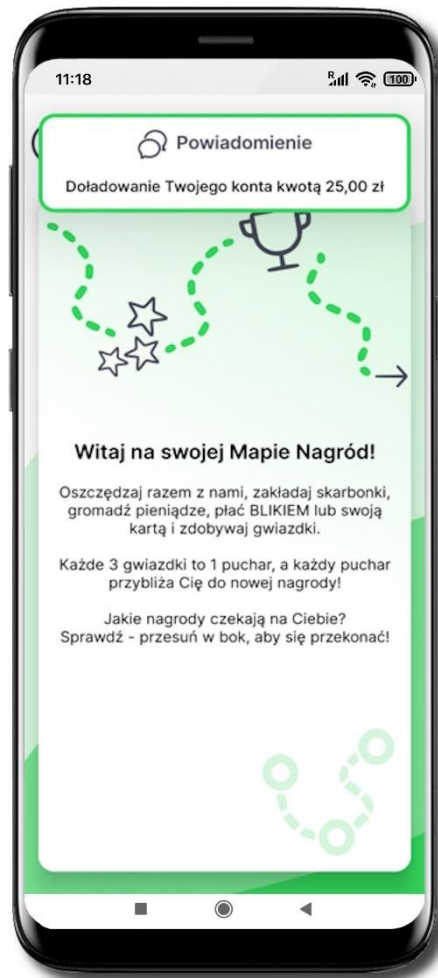 11:18
R
100
Powiadomienie
Doładowanie Twojego konta kwotą 25,00 zł
Witaj na swojej Mapie Nagród!
Oszczędzaj razem z nami, zakładaj skarbonki,
gromadź pieniądze, płać BLIKIEM lub swoją
kartą i zdobywaj gwiazdki.
Każde 3 gwiazdki to 1 puchar, a każdy puchar
przybliża Cię do nowej nagrody!
Jakie nagrody czekają na Ciebie?
Sprawdź - przesuń w bok, aby się przekonać!